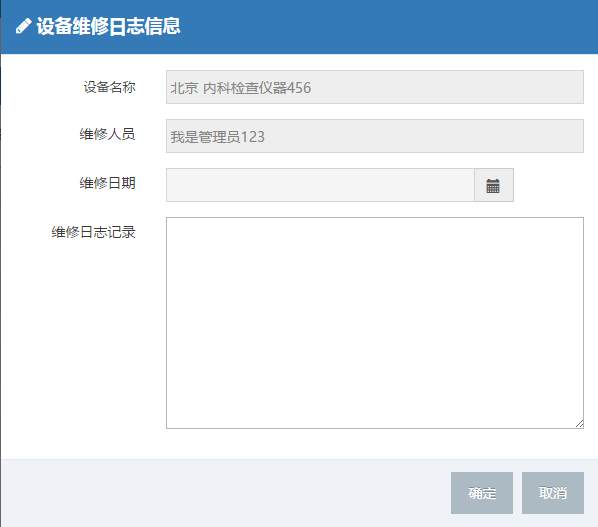 设备维修日志信息
设备名称 北京 内科检查仪器456
维修人员 我是管理员123
维修日期
维修日志记录
确定 取消